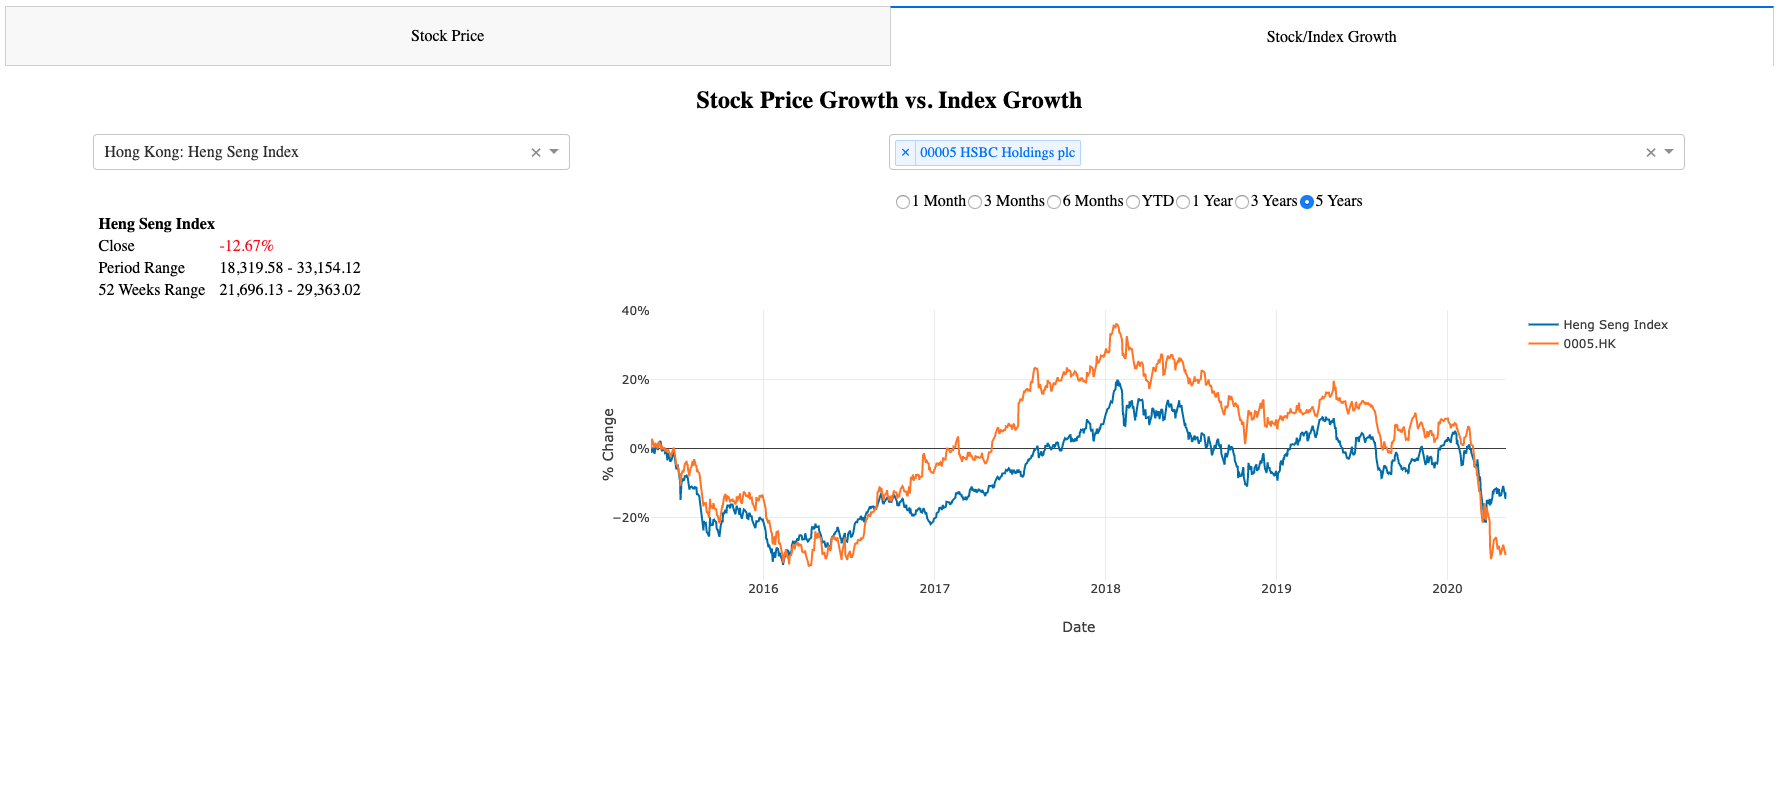 Stock Price
Stock/Index Growth
Stock Price Growth vs. Index Growth
Hong Kong: Heng Seng Index × 
× 00005 HSBC Holdings plc ×
1 Month 3 Months 6 Months YTD 1 Year 3 Years 5 Years
Heng Seng Index
Close -12.67%
Period Range 18,319.58 - 33,154.12
52 Weeks Range 21,696.13 - 29,363.02
% Change
40%
20%
0%
−20%
2016 2017 2018 2019 2020
Date
Heng Seng Index
0005.HK